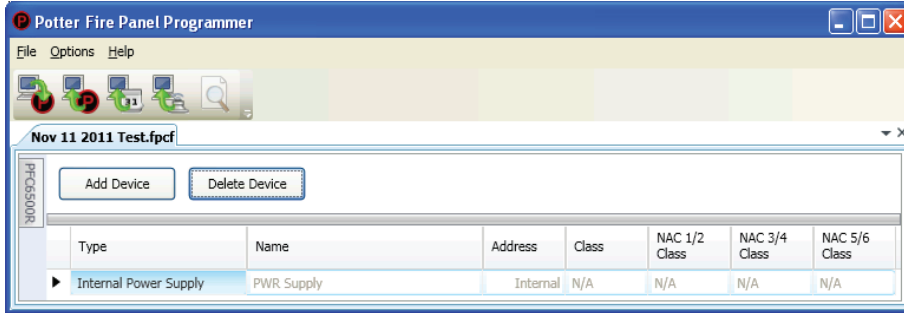 Potter Fire Panel Programmer
File Options Help
31
Nov 11 2011 Test.fpcf
PFC6500R
Add Device Delete Device
Type Name Address Class NAC 1/2 Class NAC 3/4 Class NAC 5/6 Class
Internal Power Supply PWR Supply Internal N/A N/A N/A N/A